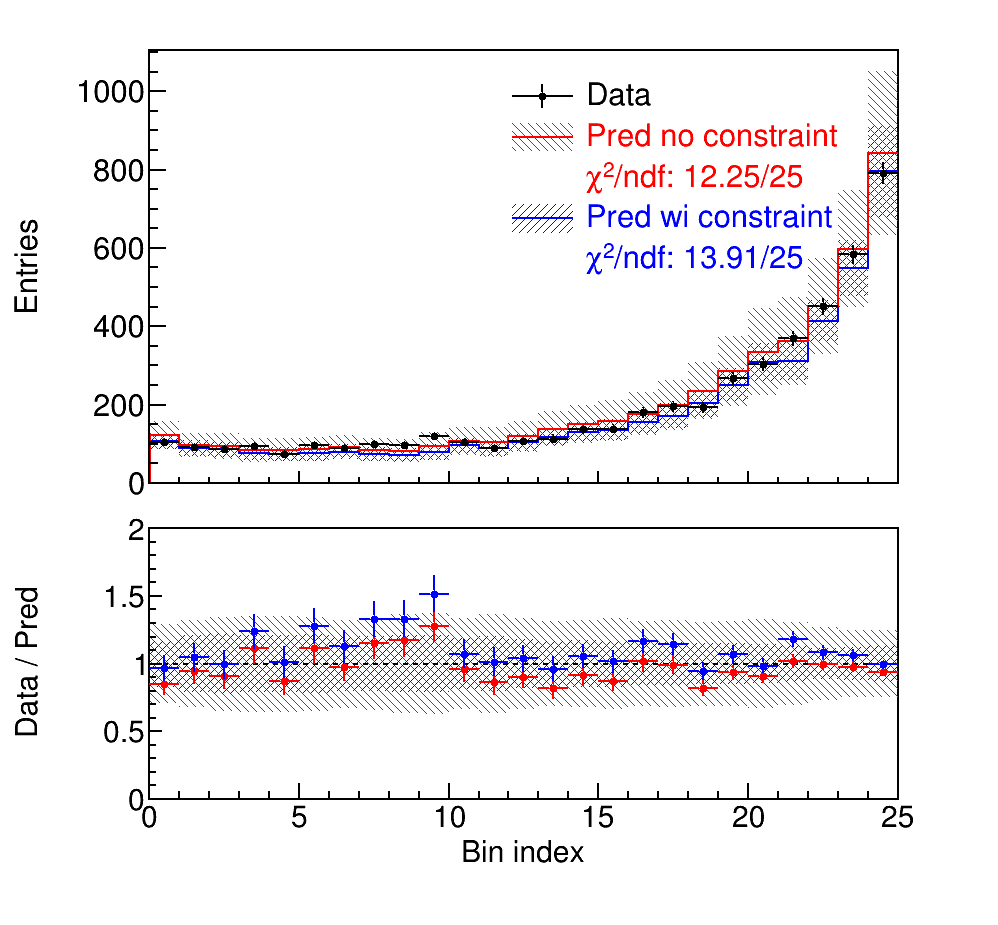 1000
800
600
400
200
0
Entries
Data
Pred no constraint
χ²/ndf: 12.25/25
Pred wi constraint
χ²/ndf: 13.91/25
2
1.5
1
0.5
0
Data / Pred
0 5 10 15 20 25
Bin index